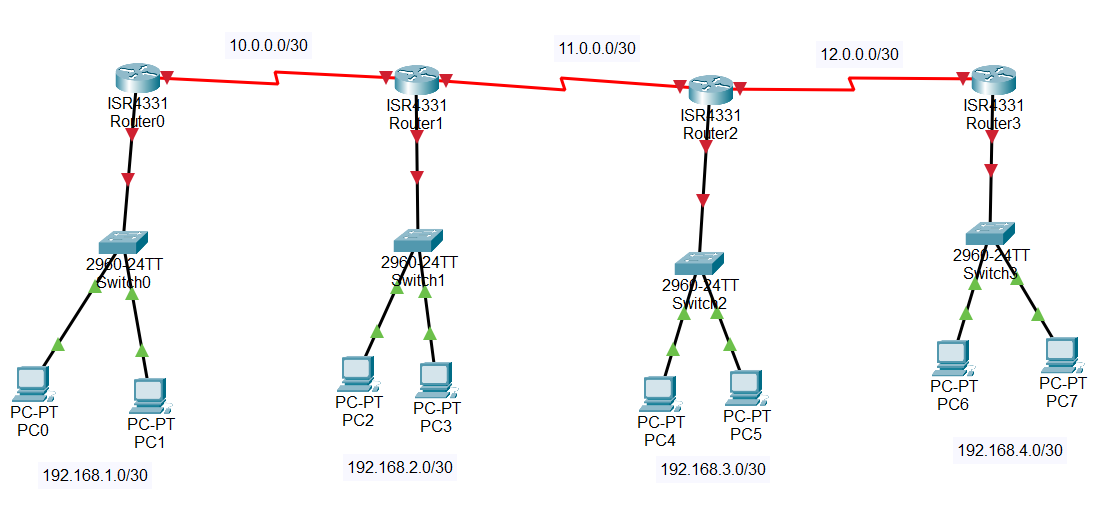 10.0.0.0/30
11.0.0.0/30
12.0.0.0/30
ISR4331
Router0
ISR4331
Router1
ISR4331
Router2
ISR4331
Router3
2960-24TT
Switch0
2960-24TT
Switch1
2960-24TT
Switch2
2960-24TT
Switch3
PC-PT
PC0
PC-PT
PC1
PC-PT
PC2
PC-PT
PC3
PC-PT
PC4
PC-PT
PC5
PC-PT
PC6
PC-PT
PC7
192.168.1.0/30
192.168.2.0/30
192.168.3.0/30
192.168.4.0/30